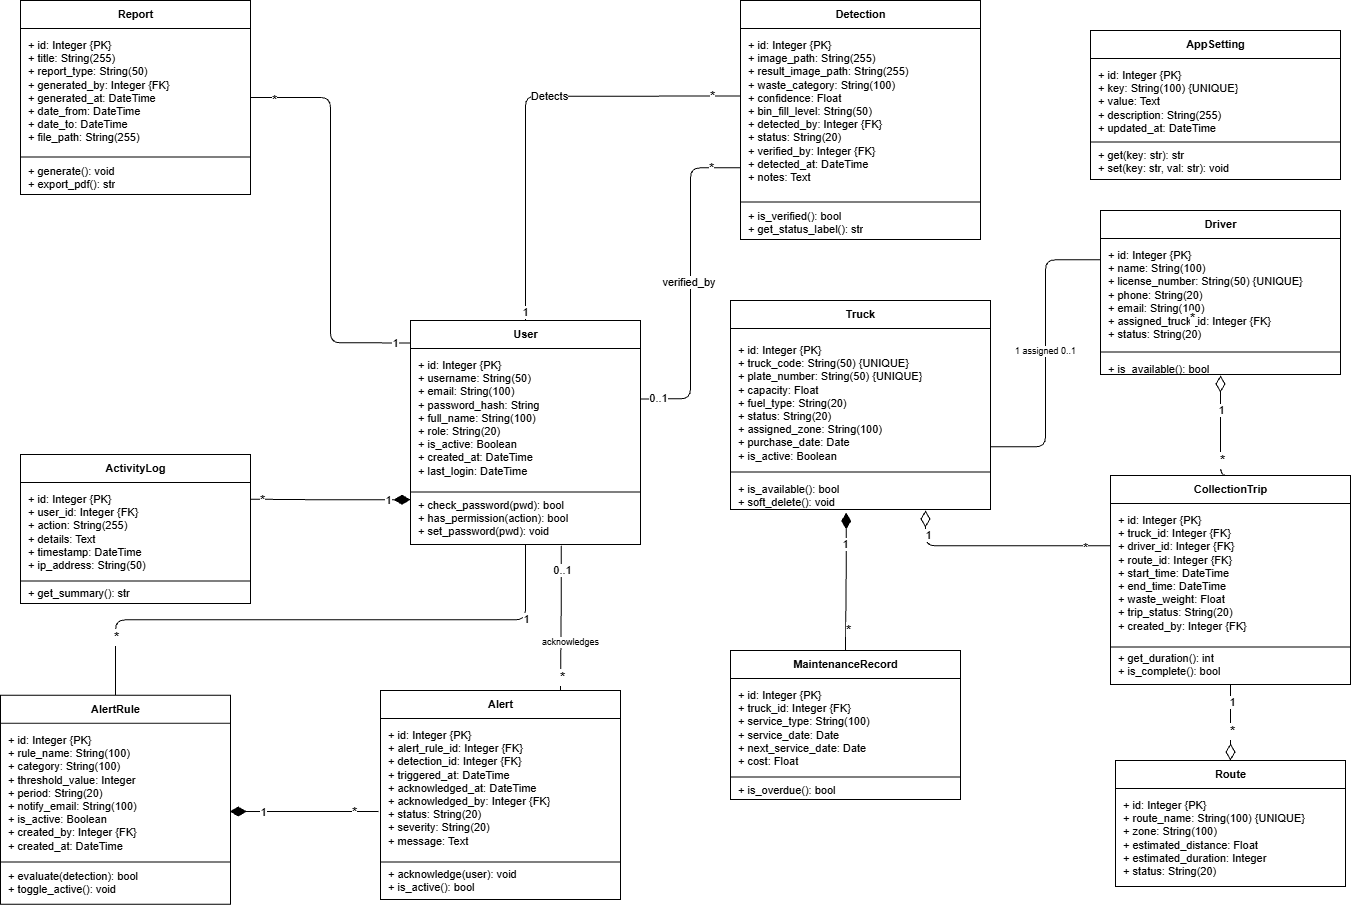 Report
+ id: Integer {PK}
+ title: String(255)
+ report_type: String(50)
+ generated_by: Integer {FK}
+ generated_at: DateTime
+ date_from: DateTime
+ date_to: DateTime
+ file_path: String(255)
+ generate(): void
+ export_pdf(): str
*
1
Detects
*
1
Detection
+ id: Integer {PK}
+ image_path: String(255)
+ result_image_path: String(255)
+ waste_category: String(100)
+ confidence: Float
+ bin_fill_level: String(50)
+ detected_by: Integer {FK}
+ status: String(20)
+ verified_by: Integer {FK}
+ detected_at: DateTime
+ notes: Text
+ is_verified(): bool
+ get_status_label(): str
*
verified_by
0..1
AppSetting
+ id: Integer {PK}
+ key: String(100) {UNIQUE}
+ value: Text
+ description: String(255)
+ updated_at: DateTime
+ get(key: str): str
+ set(key: str, val: str): void
Driver
+ id: Integer {PK}
+ name: String(100)
+ license_number: String(50) {UNIQUE}
+ phone: String(20)
+ email: String(100)
*
+ assigned_truck_id: Integer {FK}
+ status: String(20)
+ is_available(): bool
1 assigned 0..1
1
*
User
+ id: Integer {PK}
+ username: String(50)
+ email: String(100)
+ password_hash: String
+ full_name: String(100)
+ role: String(20)
+ is_active: Boolean
+ created_at: DateTime
+ last_login: DateTime
+ check_password(pwd): bool
+ has_permission(action): bool
+ set_password(pwd): void
Truck
+ id: Integer {PK}
+ truck_code: String(50) {UNIQUE}
+ plate_number: String(50) {UNIQUE}
+ capacity: Float
+ fuel_type: String(20)
+ status: String(20)
+ assigned_zone: String(100)
+ purchase_date: Date
+ is_active: Boolean
+ is_available(): bool
+ soft_delete(): void
1
*
1
*
ActivityLog
+ id: Integer {PK}
+ user_id: Integer {FK}
+ action: String(255)
+ details: Text
+ timestamp: DateTime
+ ip_address: String(50)
+ get_summary(): str
*
1
CollectionTrip
+ id: Integer {PK}
+ truck_id: Integer {FK}
+ driver_id: Integer {FK}
+ route_id: Integer {FK}
+ start_time: DateTime
+ end_time: DateTime
+ waste_weight: Float
+ trip_status: String(20)
+ created_by: Integer {FK}
+ get_duration(): int
+ is_complete(): bool
1
*
1
*
0..1
acknowledges
*
AlertRule
+ id: Integer {PK}
+ rule_name: String(100)
+ category: String(100)
+ threshold_value: Integer
+ period: String(20)
+ notify_email: String(100)
+ is_active: Boolean
+ created_by: Integer {FK}
+ created_at: DateTime
+ evaluate(detection): bool
+ toggle_active(): void
1
*
Alert
+ id: Integer {PK}
+ alert_rule_id: Integer {FK}
+ detection_id: Integer {FK}
+ triggered_at: DateTime
+ acknowledged_at: DateTime
+ acknowledged_by: Integer {FK}
+ status: String(20)
+ severity: String(20)
+ message: Text
+ acknowledge(user): void
+ is_active(): bool
MaintenanceRecord
+ id: Integer {PK}
+ truck_id: Integer {FK}
+ service_type: String(100)
+ service_date: Date
+ next_service_date: Date
+ cost: Float
+ is_overdue(): bool
Route
+ id: Integer {PK}
+ route_name: String(100) {UNIQUE}
+ zone: String(100)
+ estimated_distance: Float
+ estimated_duration: Integer
+ status: String(20)